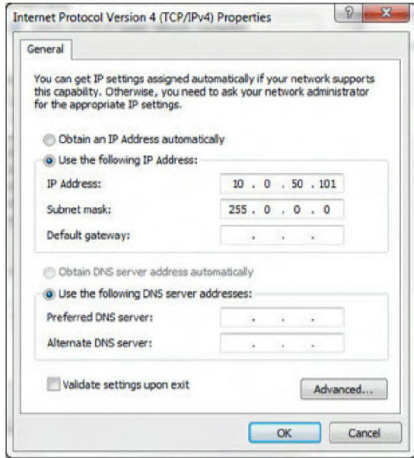 Internet Protocol Version 4 (TCP/IPv4) Properties
General
You can get IP settings assigned automatically if your network supports
this capability. Otherwise, you need to ask your network administrator
for the appropriate IP settings.
Obtain an IP Address automatically
Use the following IP Address:
IP Address: 10 . 0 . 50 . 101
Subnet mask: 255 . 0 . 0 . 0
Default gateway: . . .
Obtain DNS server address automatically
Use the following DNS server addresses:
Preferred DNS server: . . .
Alternate DNS server: . . .
Validate settings upon exit
Advanced...
OK Cancel